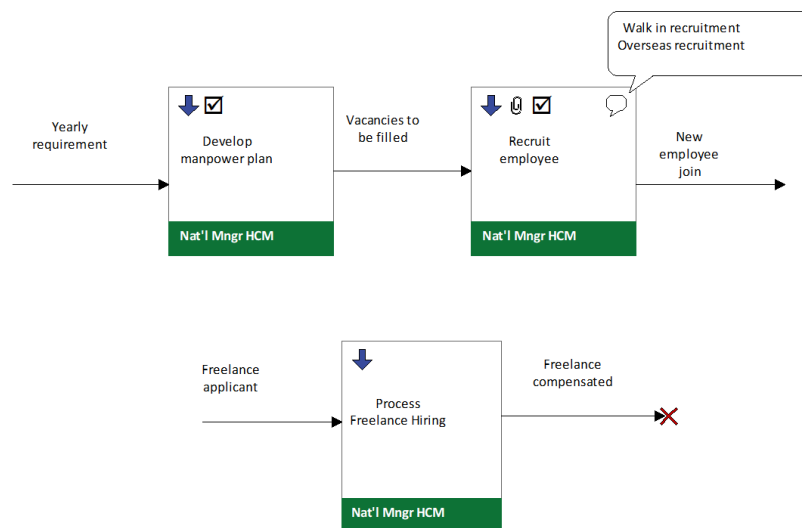 Walk in recruitment
Overseas recruitment
Yearly
requirement
Develop
manpower plan
Nat'l Mngr HCM
Vacancies to
be filled
Recruit
employee
Nat'l Mngr HCM
New
employee
join
Freelance
applicant
Process
Freelance Hiring
Nat'l Mngr HCM
Freelance
compensated